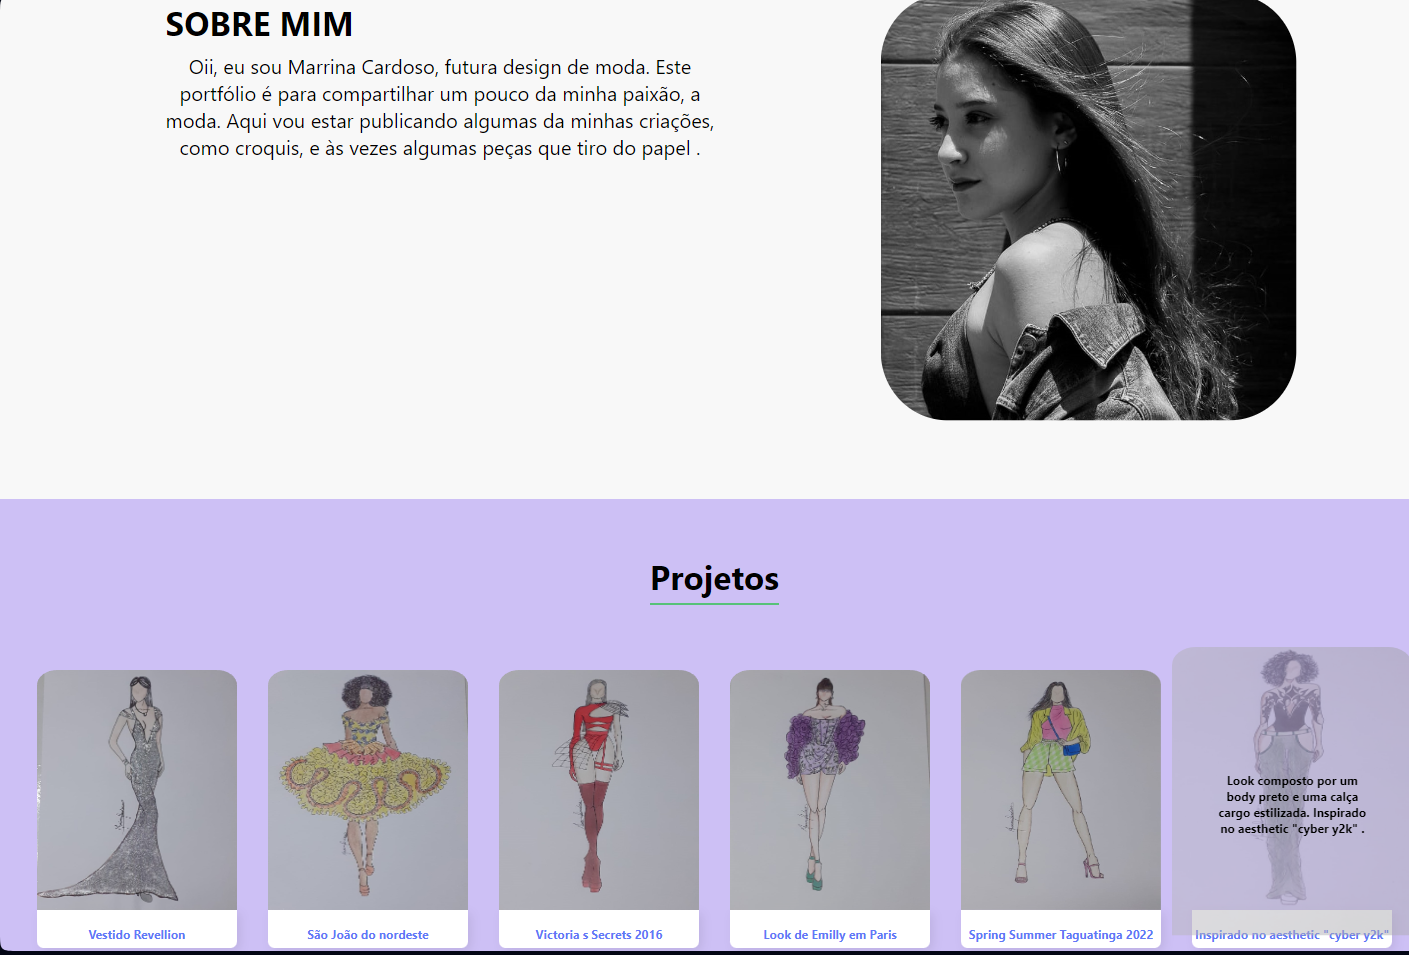 SOBRE MIM
Oii, eu sou Marrina Cardoso, futura design de moda. Este
portfólio é para compartilhar um pouco da minha paixão, a
moda. Aqui vou estar publicando algumas da minhas criações,
como croquis, e às vezes algumas peças que tiro do papel .
Projetos
Look composto por um
body preto e uma calça
cargo estilizada. Inspirado
no aesthetic "cyber y2k" .
Vestido Revellion
São João do nordeste
Victoria s Secrets 2016
Look de Emilly em Paris
Spring Summer Taguatinga 2022
Inspirado no aesthetic "cyber y2k"